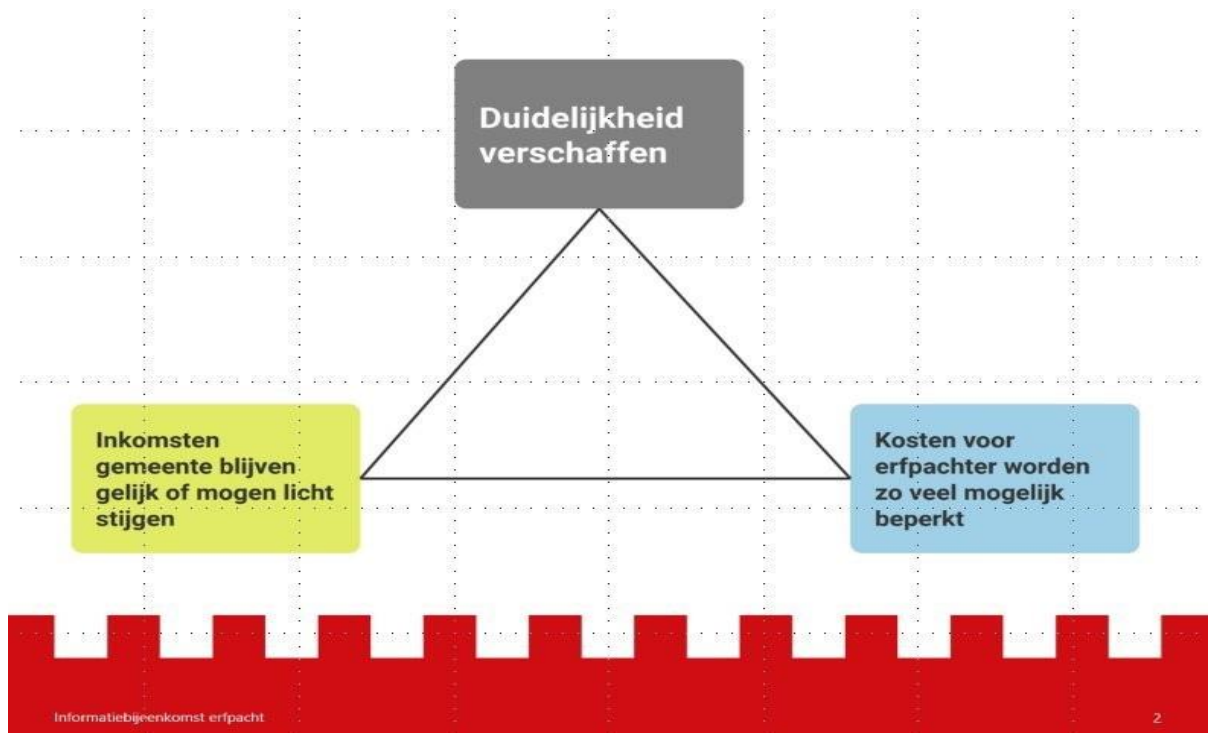 Duidelijkheid
verschaffen
Inkomsten
gemeente blijven
gelijk of mogen licht
stijgen
Kosten voor
erfpachter worden
zo veel mogelijk
beperkt
Informatiebijeenkomst erfpacht
2